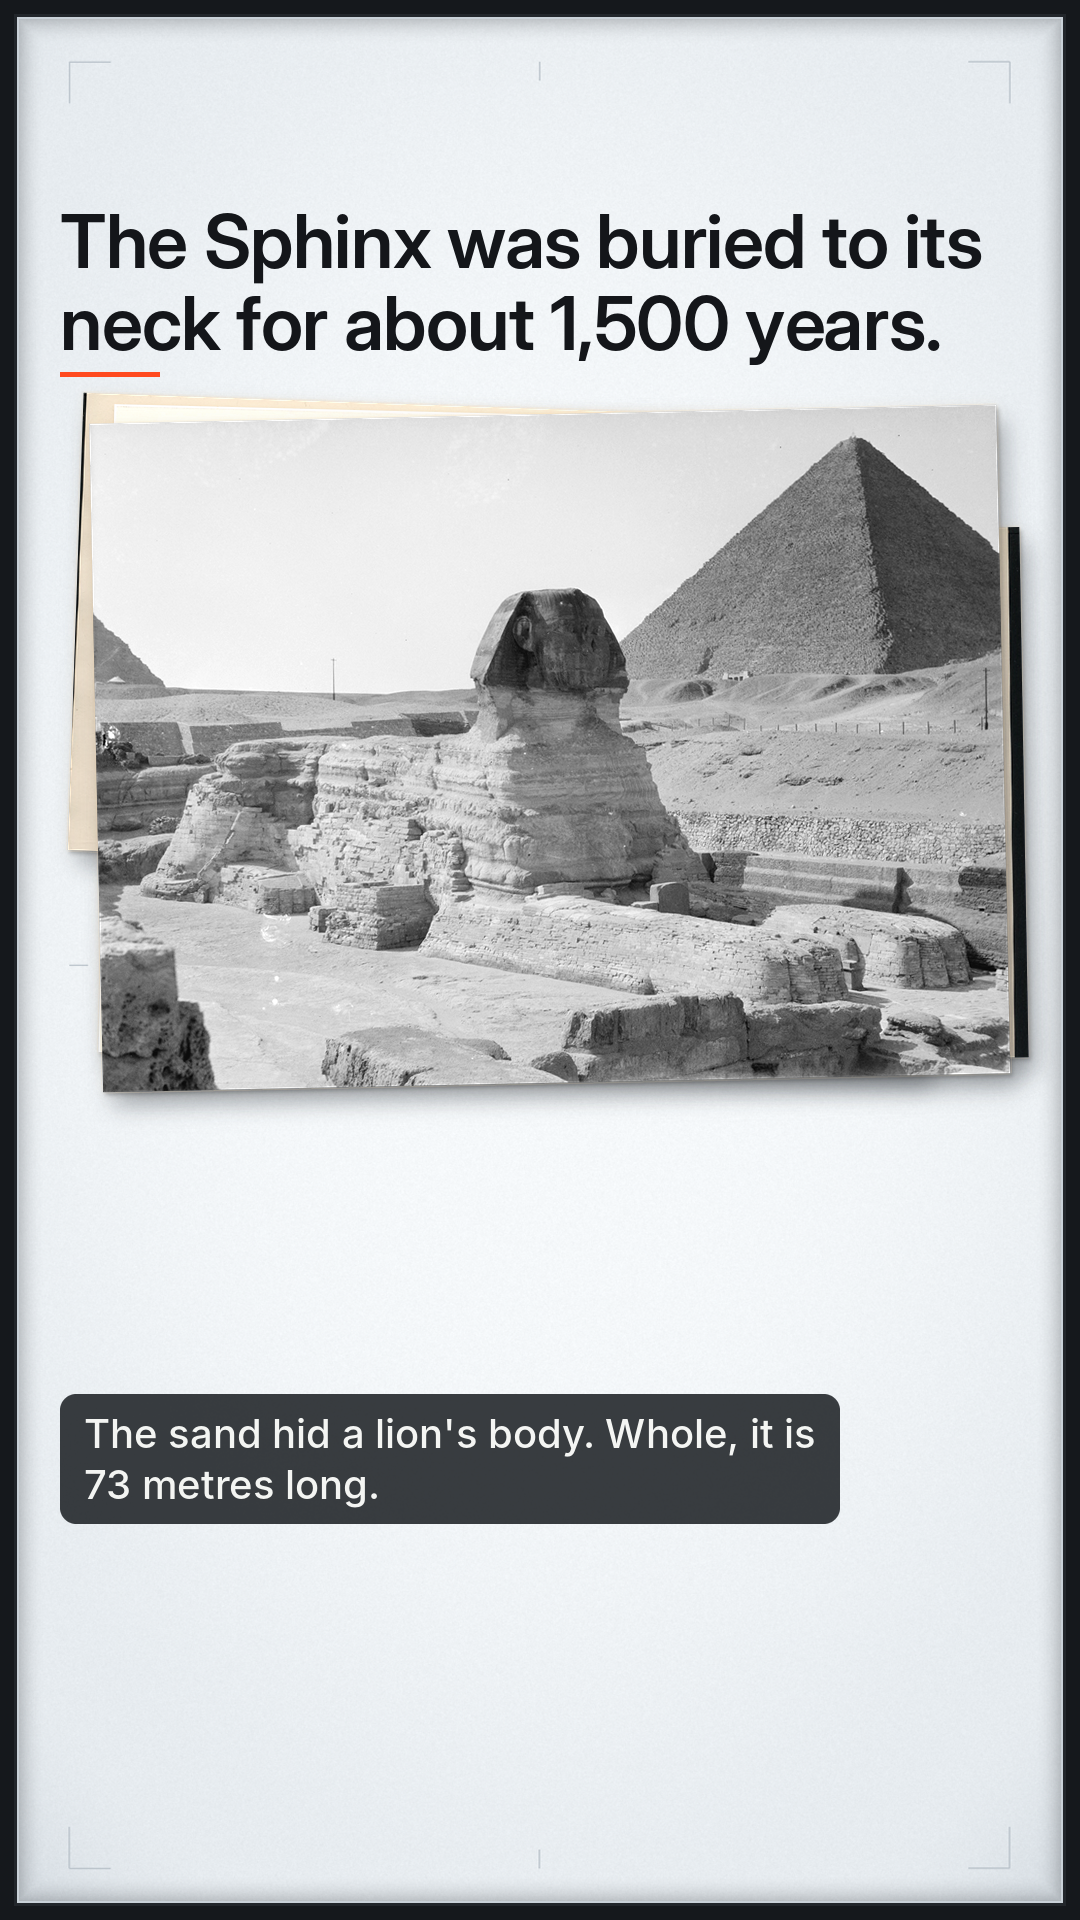 The Sphinx was buried to its
neck for about 1,500 years.
The sand hid a lion's body. Whole, it is
73 metres long.